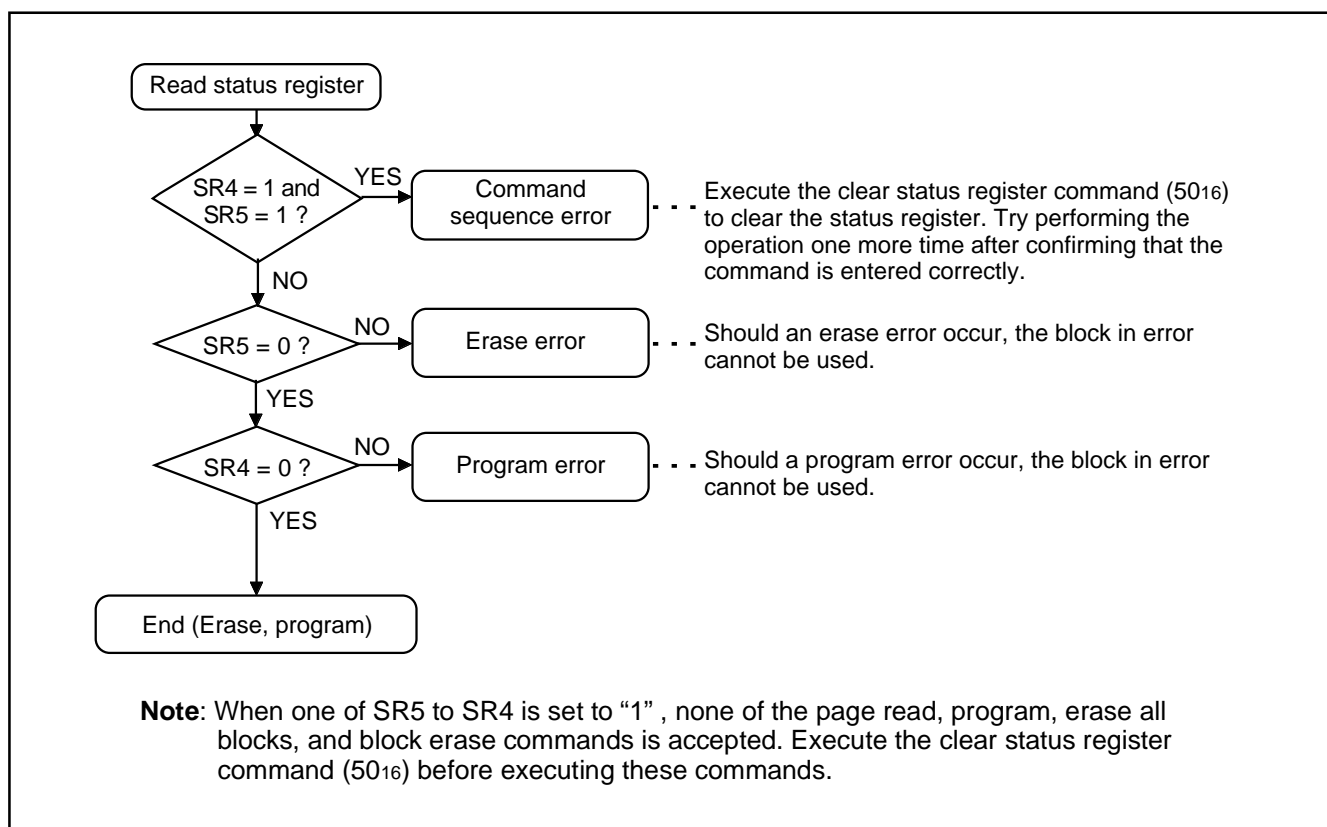 Read status register
SR4 = 1 and
SR5 = 1 ?
YES
Command
sequence error
Execute the clear status register command (5016)
to clear the status register. Try performing the
operation one more time after confirming that the
command is entered correctly.
NO
SR5 = 0 ?
NO
Erase error
Should an erase error occur, the block in error
cannot be used.
YES
SR4 = 0 ?
NO
Program error
Should a program error occur, the block in error
cannot be used.
YES
End (Erase, program)
Note: When one of SR5 to SR4 is set to “1” , none of the page read, program, erase all
blocks, and block erase commands is accepted. Execute the clear status register
command (5016) before executing these commands.